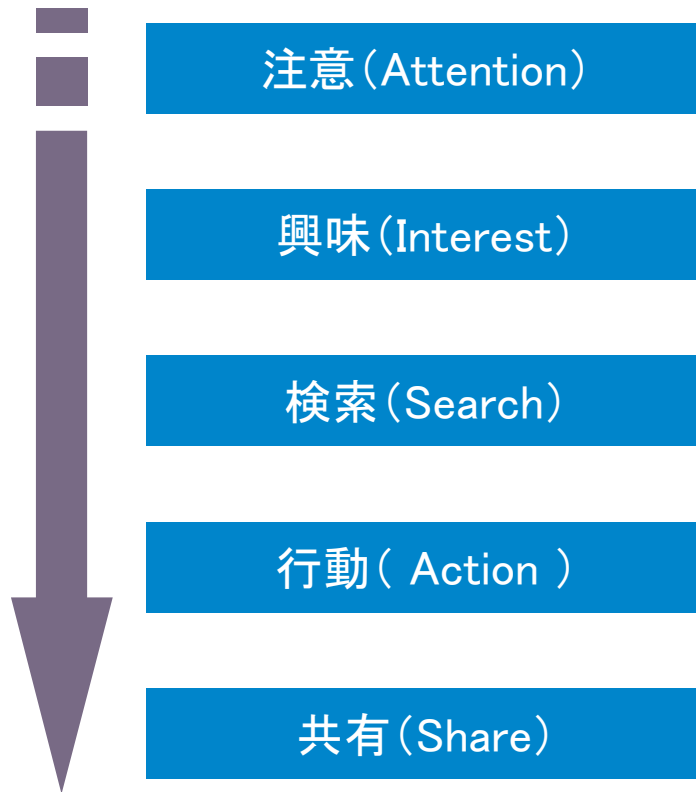 注意（Attention）
興味（Interest）
検索（Search）
行動（ Action ）
共有（Share）